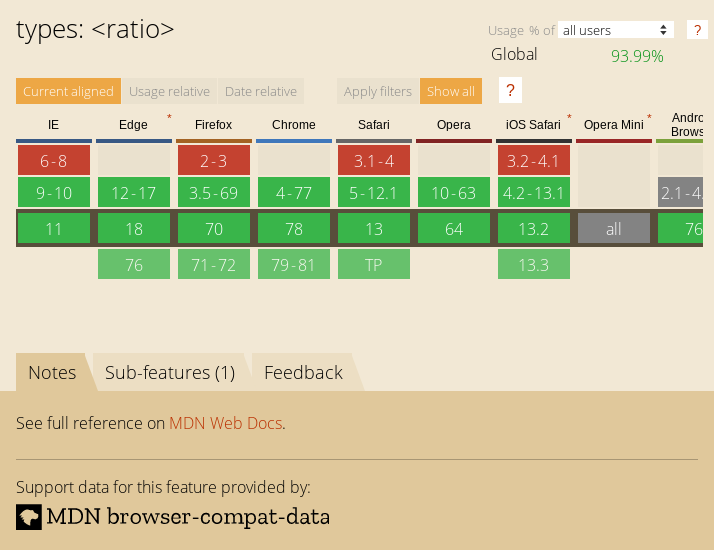 types: <ratio>
Usage % of all users ?
Global 93.99%
Current aligned Usage relative Date relative Apply filters Show all ?
IE Edge * Firefox Chrome Safari Opera iOS Safari * Opera Mini * Andro
Brows
6-8 2-3 3.1-4 3.2-4.1
9-10 12-17 3.5-69 4-77 5-12.1 10-63 4.2-13.1 2.1-4.
11 18 70 78 13 64 13.2 all 76
76 71-72 79-81 TP 13.3
Notes Sub-features (1) Feedback
See full reference on MDN Web Docs.
Support data for this feature provided by:
MDN browser-compat-data